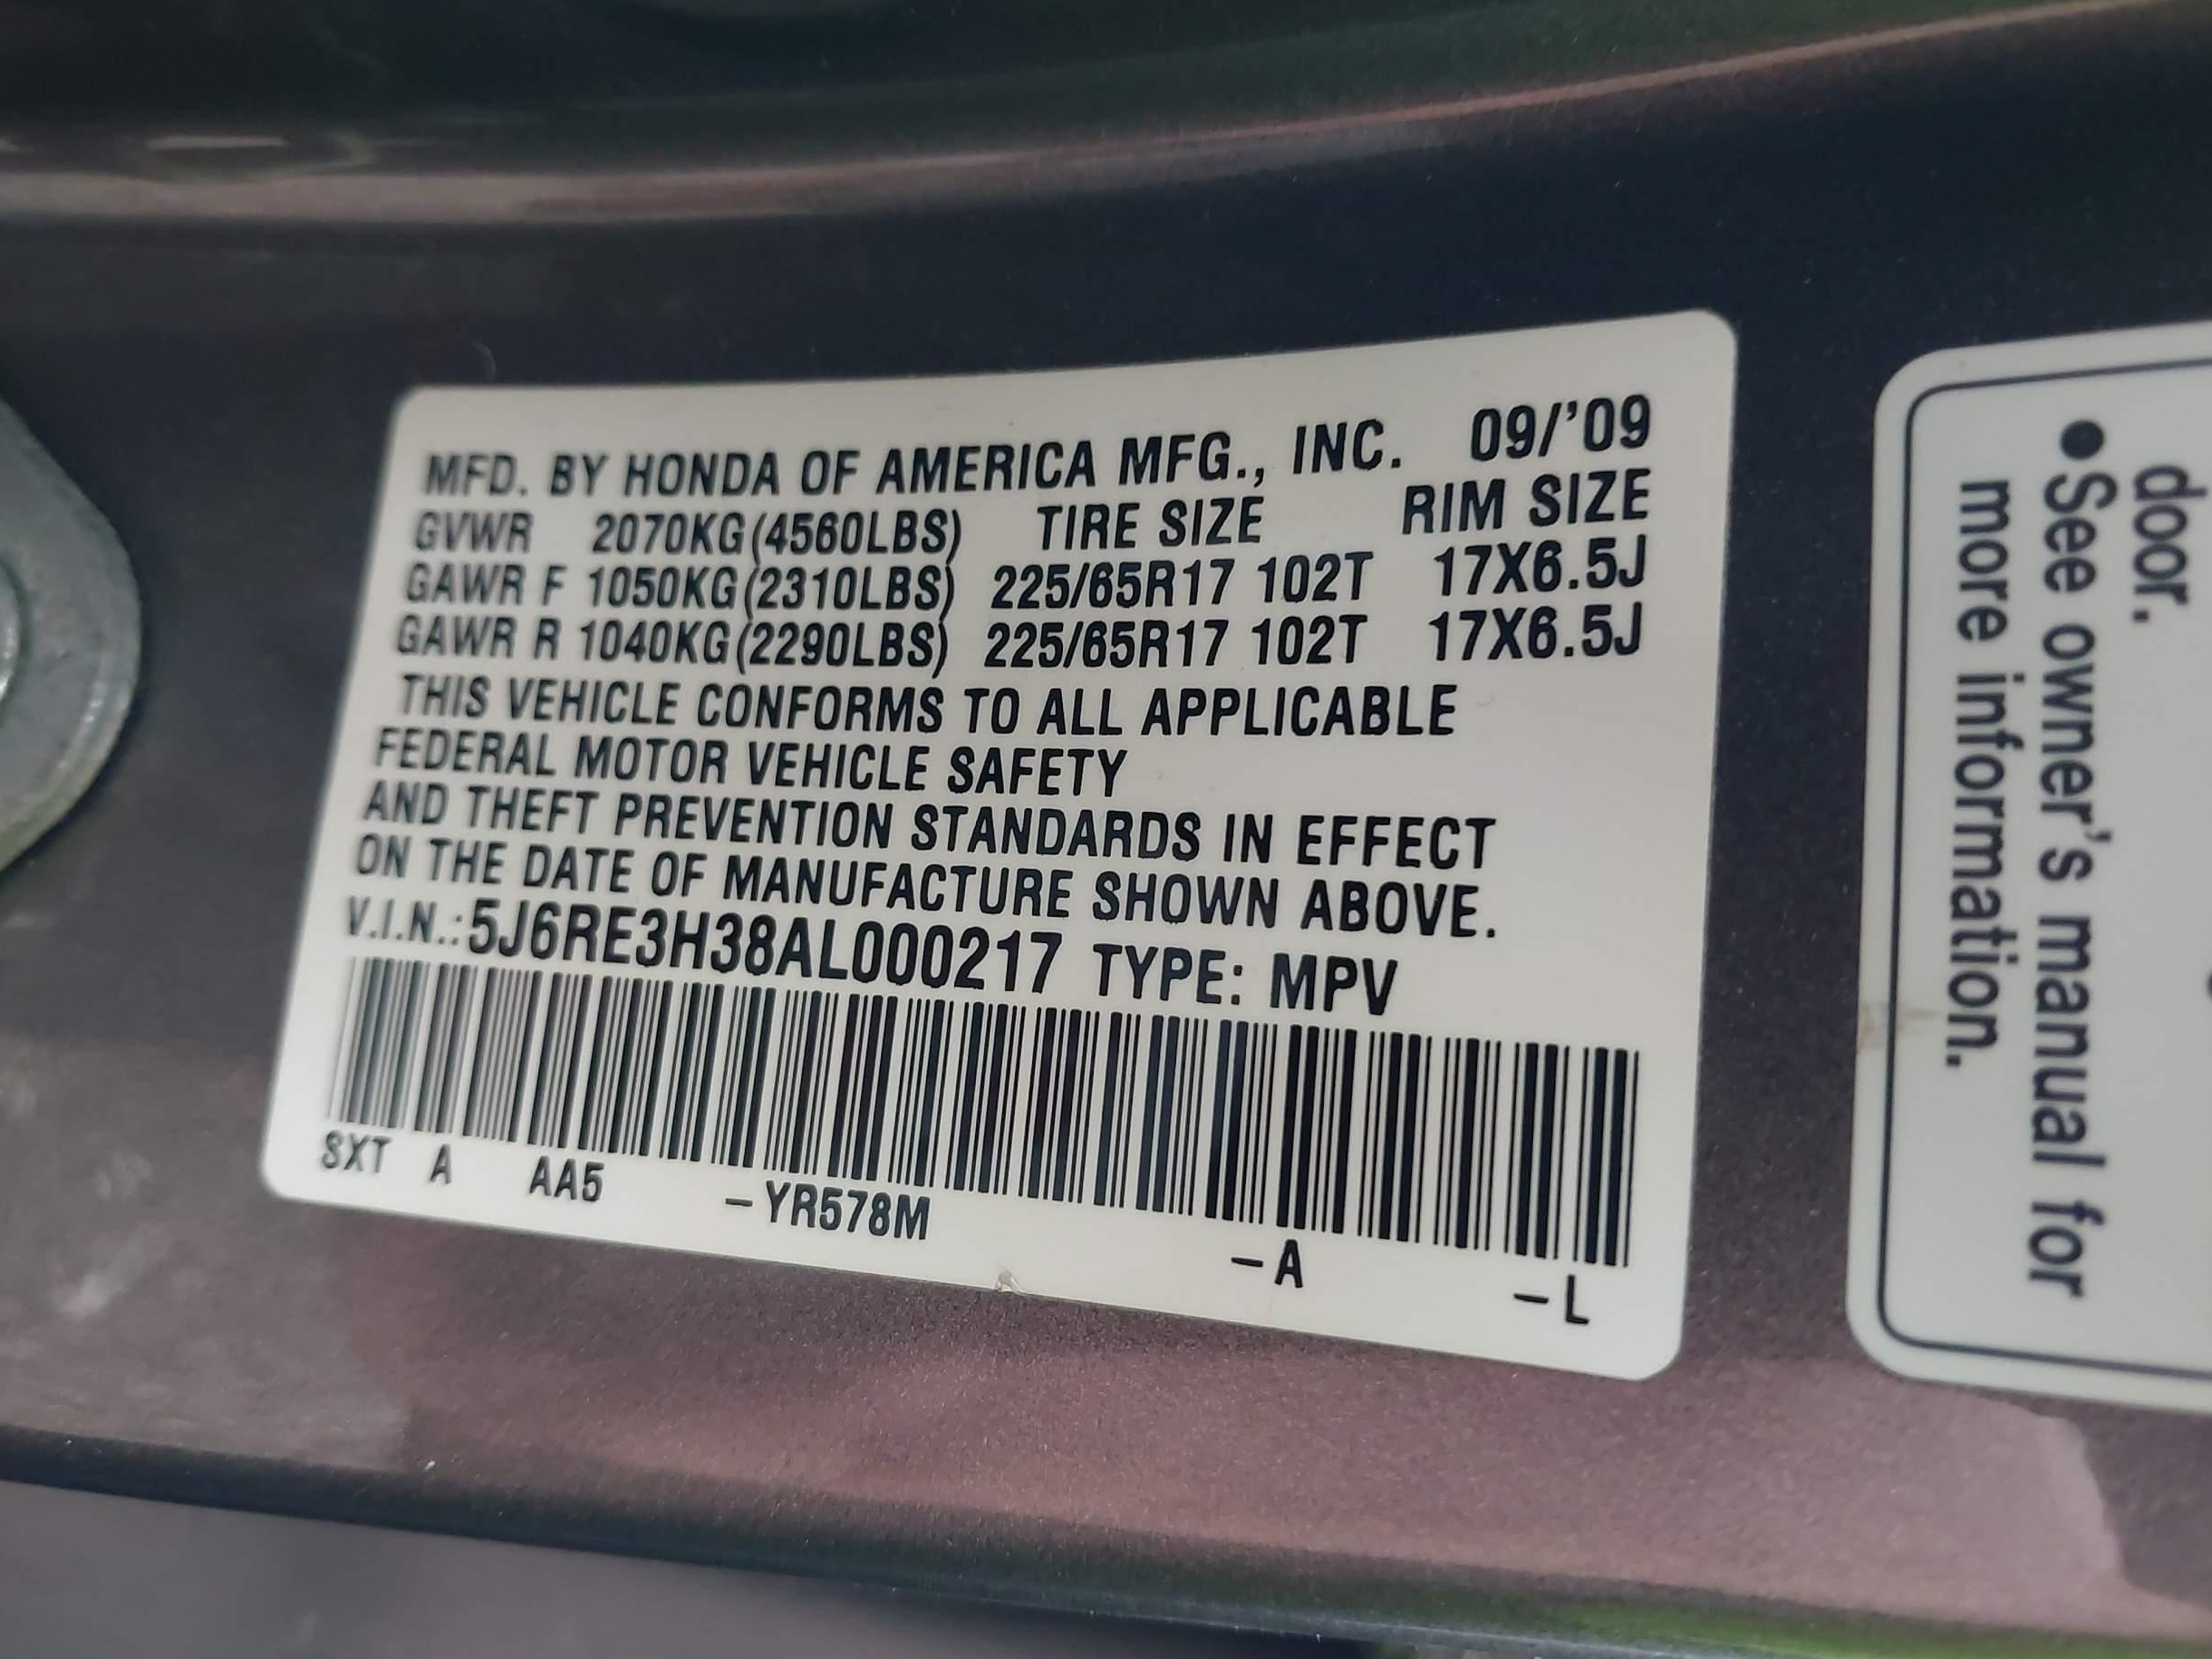 MFD. BY HONDA OF AMERICA MFG., INC. 09/'09
GVWR 2070KG(4560LBS) TIRE SIZE RIM SIZE
GAWR F 1050KG(2310LBS) 225/65R17 102T 17X6.5J
GAWR R 1040KG(2290LBS) 225/65R17 102T 17X6.5J
THIS VEHICLE CONFORMS TO ALL APPLICABLE
FEDERAL MOTOR VEHICLE SAFETY
AND THEFT PREVENTION STANDARDS IN EFFECT
ON THE DATE OF MANUFACTURE SHOWN ABOVE.
V.I.N.:5J6RE3H38AL000217 TYPE: MPV
SXT A AA5 -YR578M -A -L
door.
●See owner's manual for
more information.